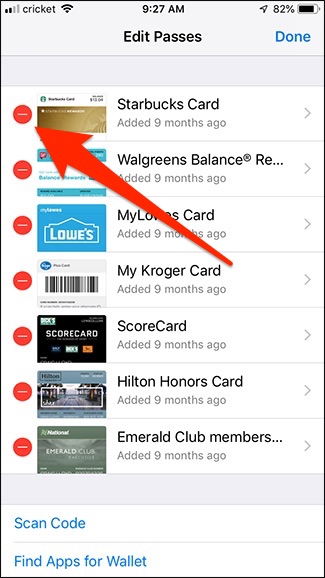 cricket 9:27 AM 82%
Edit Passes Done
Starbucks Card
$13.04
Starbucks Card
Added 9 months ago
Walgreens Balance® Re...
Balance Rewards
Added 9 months ago
mylowes
LOWE'S
MyLowes Card
Added 9 months ago
Plus Card
My Kroger Card
Added 9 months ago
DICK'S
SCORECARD
ScoreCard
Added 9 months ago
Hilton
Hilton Honors Card
Added 9 months ago
National
EMERALD CLUB
Emerald Club members...
Added 9 months ago
Scan Code
Find Apps for Wallet